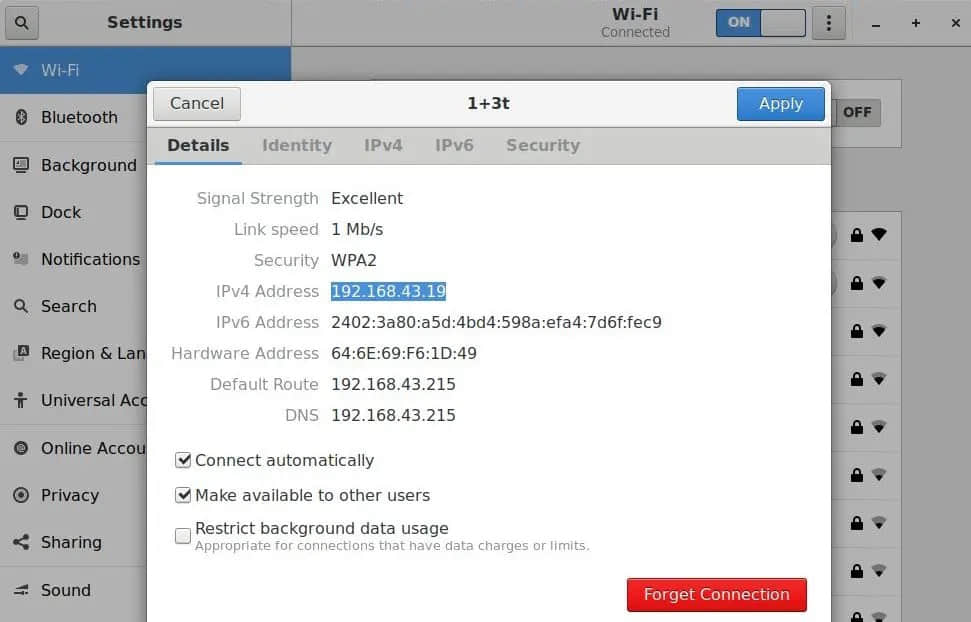 Settings
Wi-Fi
Connected
ON
Wi-Fi
Bluetooth
Background
Dock
Notifications
Search
Region & Lan
Universal Acc
Online Accou
Privacy
Sharing
Sound
OFF
Cancel
1+3t
Apply
Details Identity IPv4 IPv6 Security
Signal Strength Excellent
Link speed 1 Mb/s
Security WPA2
IPv4 Address 192.168.43.19
IPv6 Address 2402:3a80:a5d:4bd4:598a:efa4:7d6f:fec9
Hardware Address 64:6E:69:F6:1D:49
Default Route 192.168.43.215
DNS 192.168.43.215
Connect automatically
Make available to other users
Restrict background data usage
Appropriate for connections that have data charges or limits.
Forget Connection